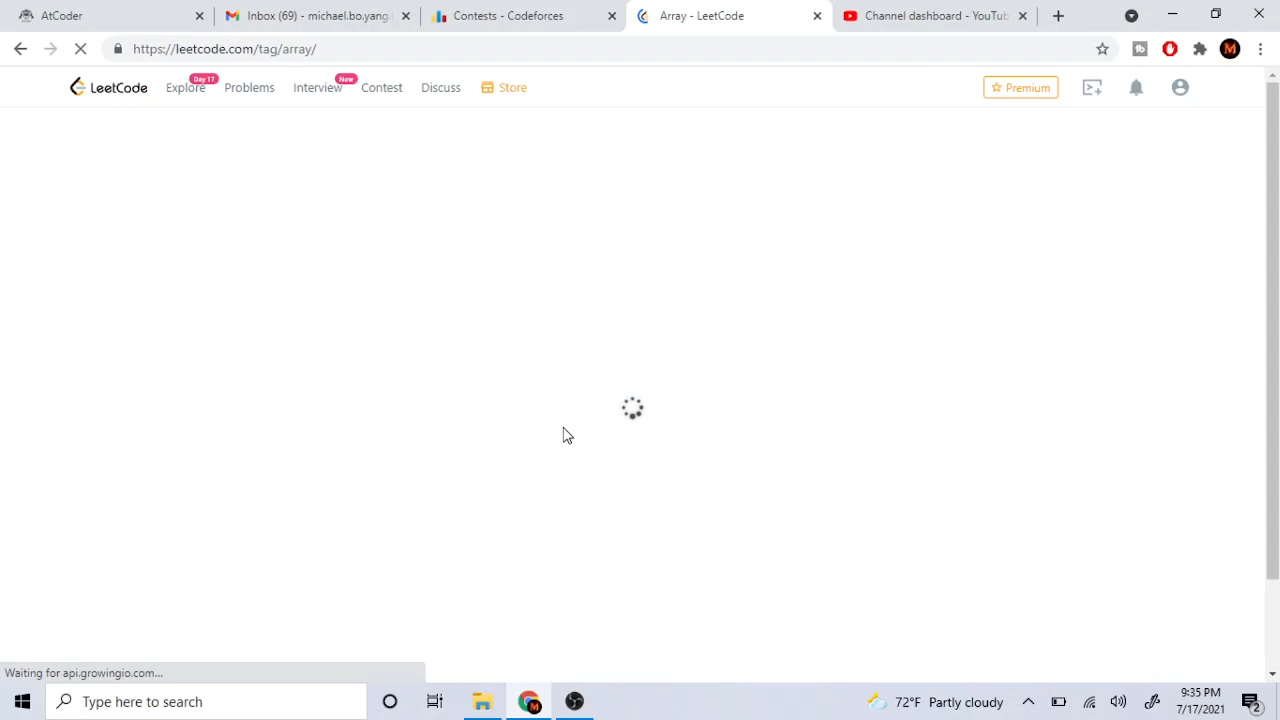 AtCoder
Inbox (69) - michael.bo.yang.
Contests - Codeforces
Array - LeetCode
Channel dashboard - YouTub
https://leetcode.com/tag/array/
LeetCode
Explore
Day 17
Problems
Interview
New
Contest
Discuss
Store
Premium
Waiting for api.growingio.com...
Type here to search
72°F Partly cloudy
9:35 PM
7/17/2021
2